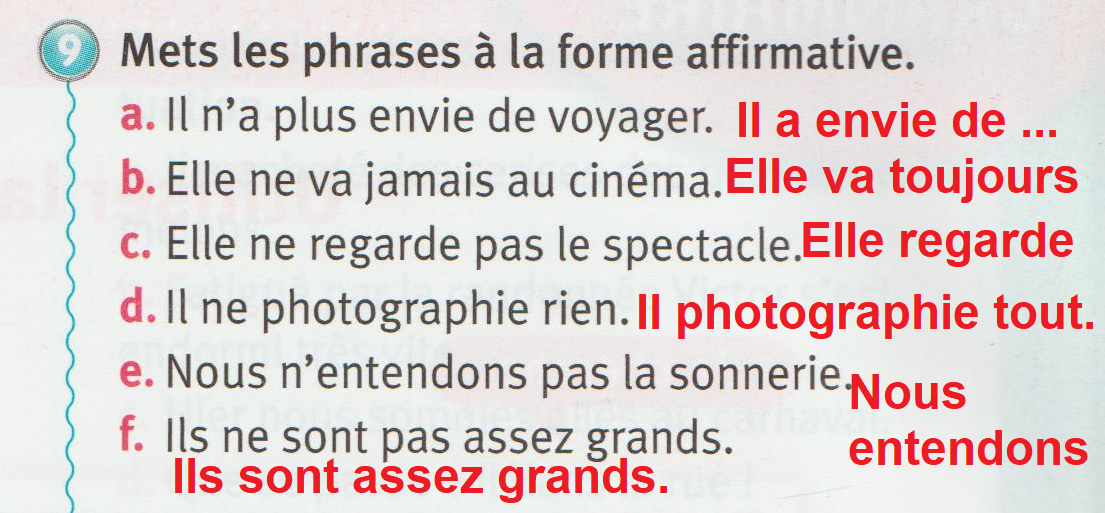 9 Mets les phrases à la forme affirmative.
a. Il n'a plus envie de voyager. Il a envie de ...
b. Elle ne va jamais au cinéma. Elle va toujours
c. Elle ne regarde pas le spectacle. Elle regarde
d. Il ne photographie rien. Il photographie tout.
e. Nous n'entendons pas la sonnerie. Nous
entendons
f. Ils ne sont pas assez grands.
Ils sont assez grands.